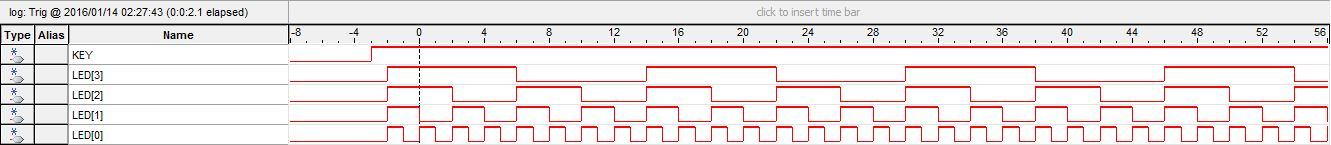 log: Trig @ 2016/01/14 02:27:43 (0:0:2.1 elapsed) click to insert time bar
Type Alias Name -8 -4 0 4 8 12 16 20 24 28 32 36 40 44 48 52 56
KEY
LED[3]
LED[2]
LED[1]
LED[0]